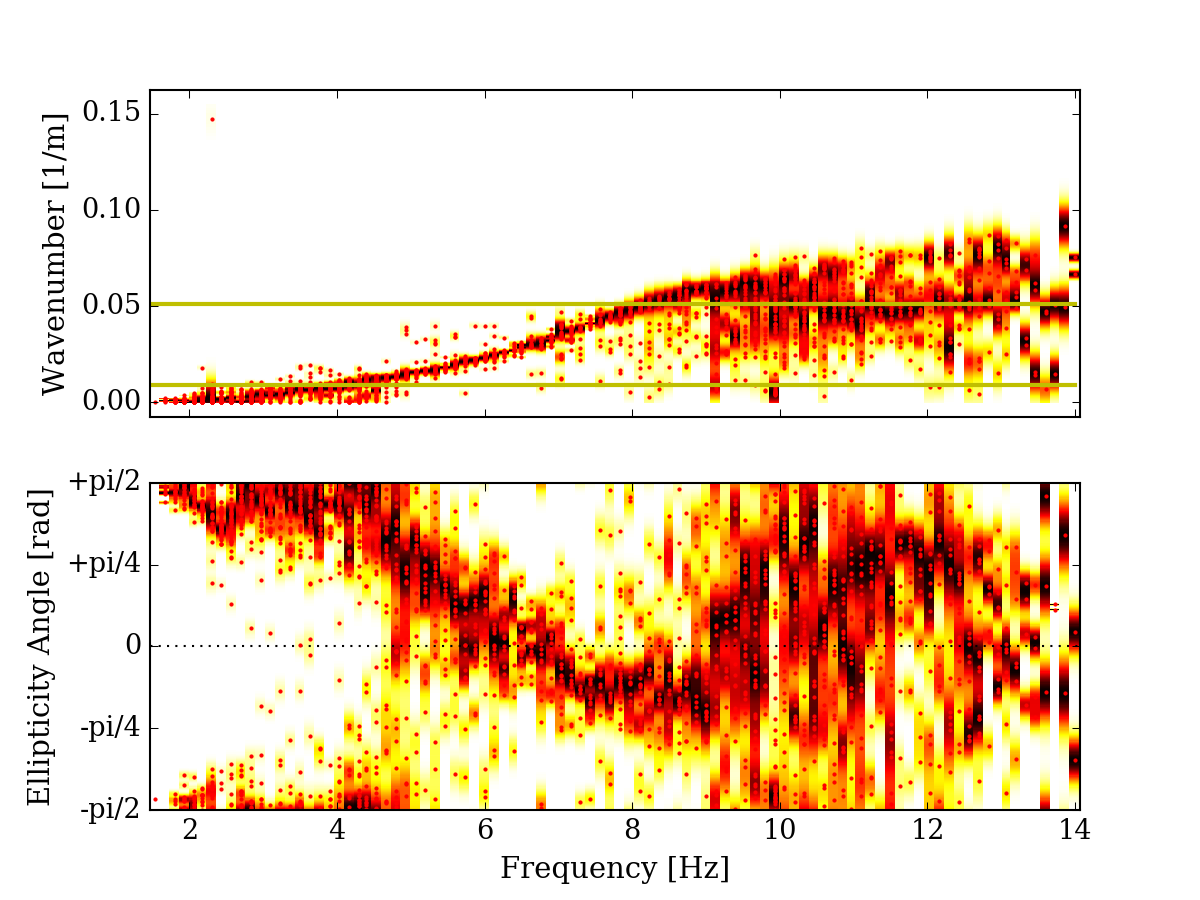 0.15
0.10
0.05
0.00
Wavenumber [1/m]
+pi/2
+pi/4
0
-pi/4
-pi/2
Ellipticity Angle [rad]
2 4 6 8 10 12 14
Frequency [Hz]